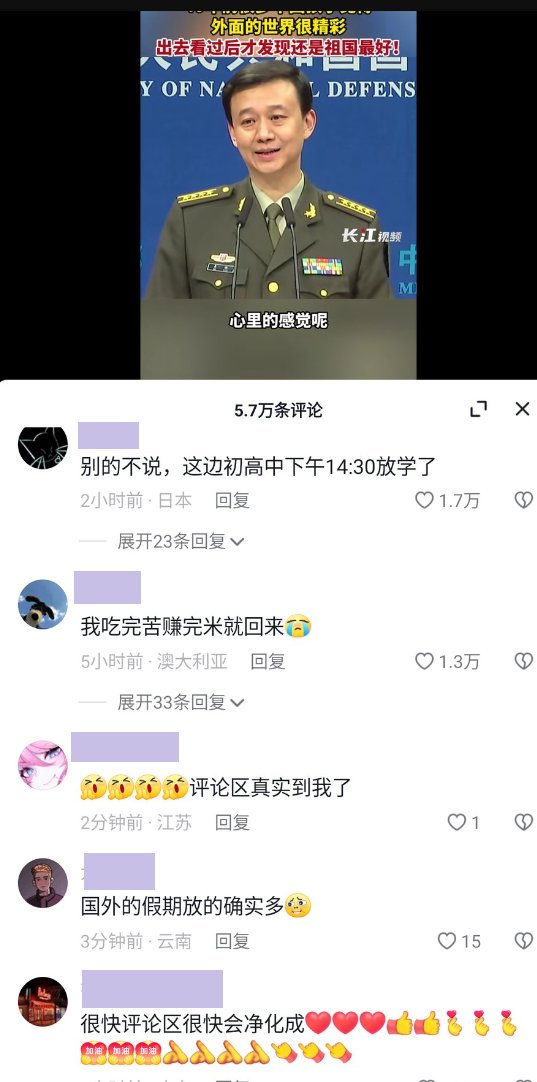 外面的世界很精彩
出去看过后才发现还是祖国最好!
Y OF NA
L DEFENS
长江视频
中
M
心里的感觉呢
5.7万条评论
别的不说，这边初高中下午14:30放学了
2小时前 · 日本 回复
1.7万
展开23条回复
我吃完苦赚完米就回来😭
5小时前 · 澳大利亚 回复
1.3万
展开33条回复
评论区真实到我了
2分钟前 · 江苏 回复
1
国外的假期放的确实多
3分钟前 · 云南 回复
15
很快评论区很快会净化成❤️❤️❤️👍👍
加油 加油 加油